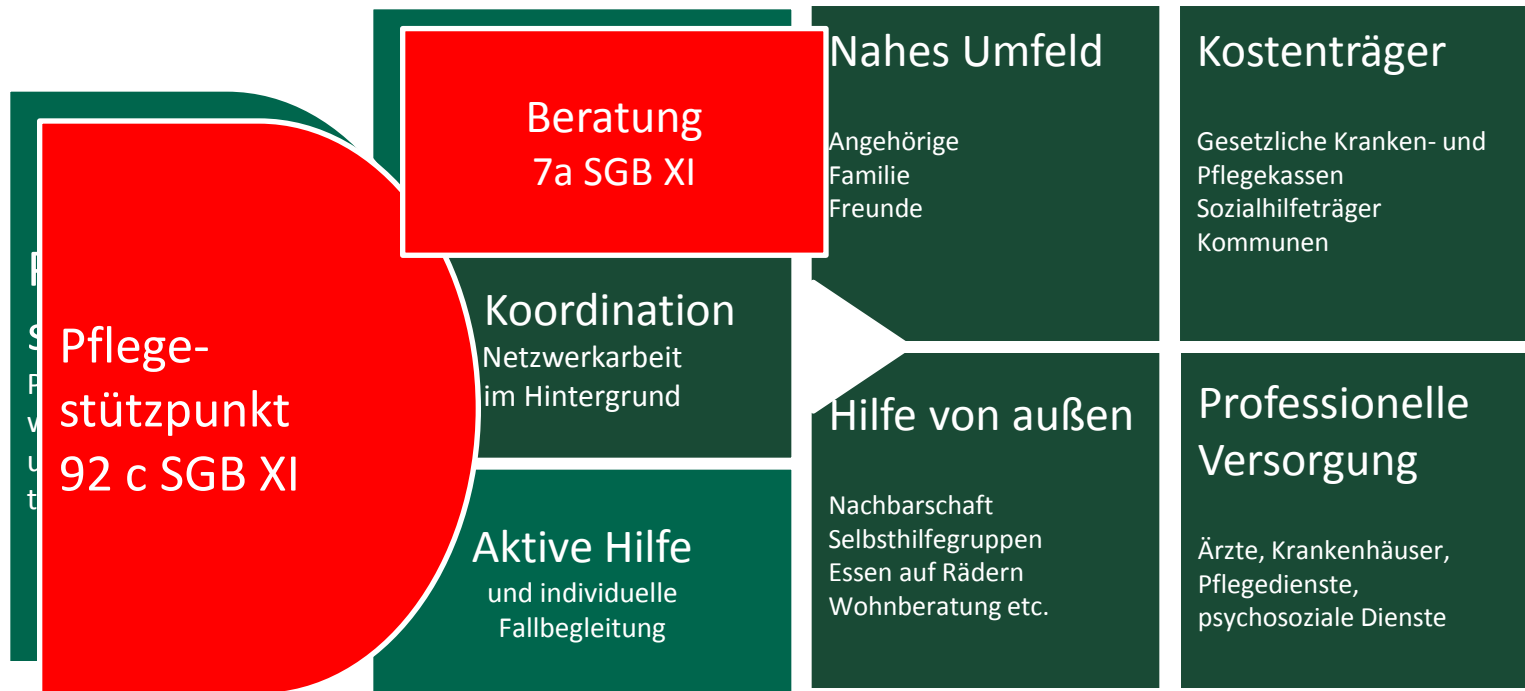 Pflege-
stützpunkt
92 c SGB XI
Beratung
7a SGB XI
Koordination
Netzwerkarbeit
im Hintergrund
Aktive Hilfe
und individuelle
Fallbegleitung
Nahes Umfeld
Angehörige
Familie
Freunde
Hilfe von außen
Nachbarschaft
Selbsthilfegruppen
Essen auf Rädern
Wohnberatung etc.
Kostenträger
Gesetzliche Kranken- und
Pflegekassen
Sozialhilfeträger
Kommunen
Professionelle
Versorgung
Ärzte, Krankenhäuser,
Pflegedienste,
psychosoziale Dienste